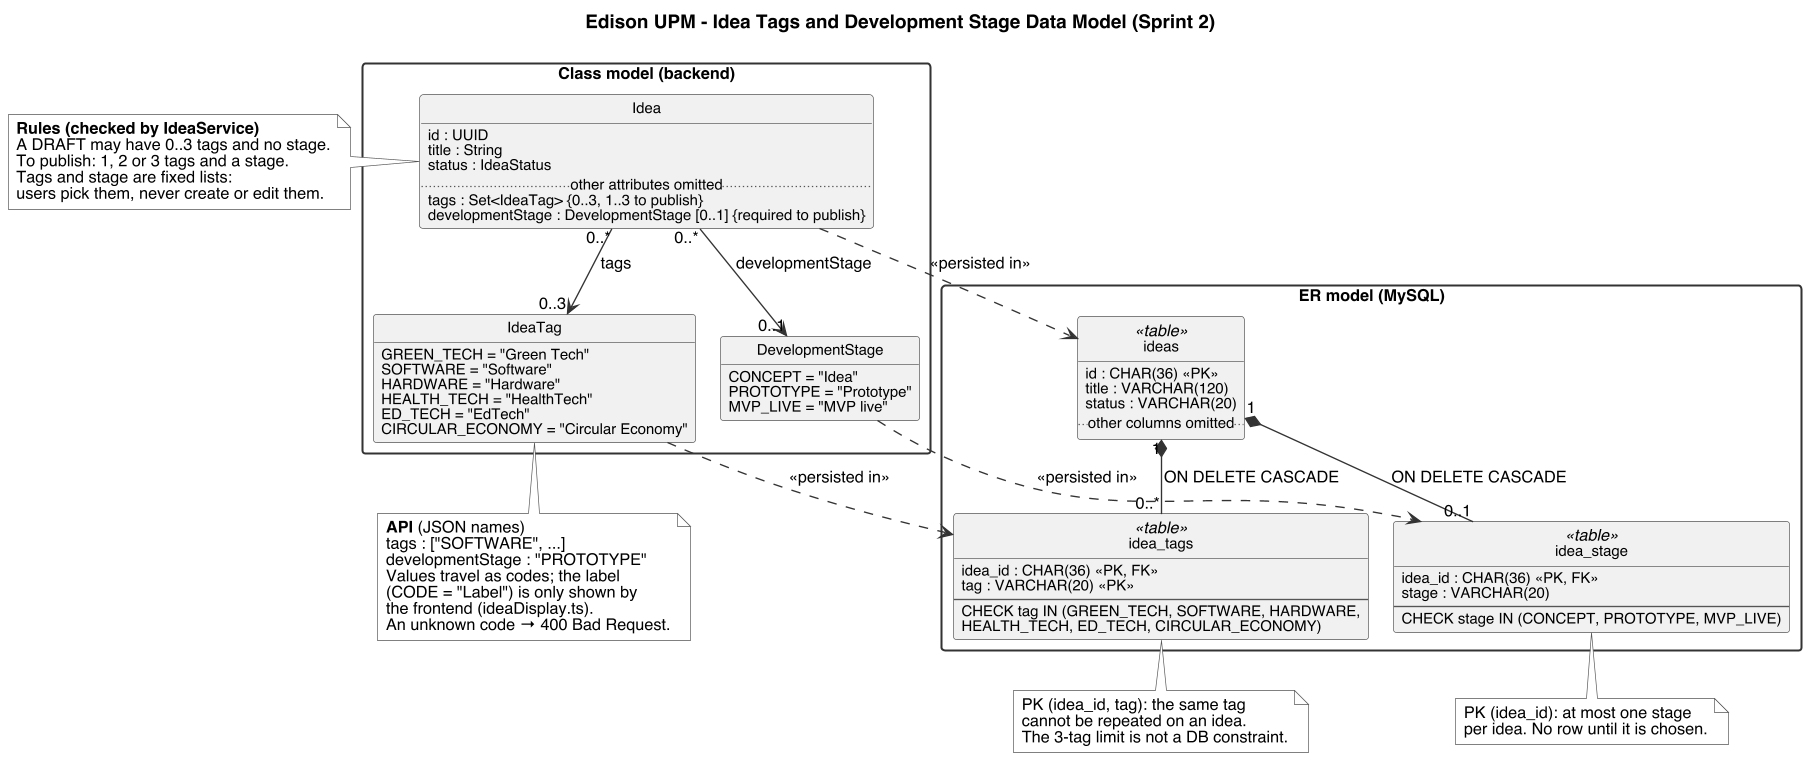 Edison UPM - Idea Tags and Development Stage Data Model (Sprint 2)
Class model (backend)
Rules (checked by IdeaService)
A DRAFT may have 0..3 tags and no stage.
To publish: 1, 2 or 3 tags and a stage.
Tags and stage are fixed lists:
users pick them, never create or edit them.
Idea
id : UUID
title : String
status : IdeaStatus
other attributes omitted
tags : Set<IdeaTag> {0..3, 1..3 to publish}
developmentStage : DevelopmentStage [0..1] {required to publish}
0..*
0..*
tags
developmentStage
«persisted in»
0..3
0..1
IdeaTag
GREEN_TECH = "Green Tech"
SOFTWARE = "Software"
HARDWARE = "Hardware"
HEALTH_TECH = "HealthTech"
ED_TECH = "EdTech"
CIRCULAR_ECONOMY = "Circular Economy"
DevelopmentStage
CONCEPT = "Idea"
PROTOTYPE = "Prototype"
MVP_LIVE = "MVP live"
ER model (MySQL)
«table»
ideas
id : CHAR(36) «PK»
title : VARCHAR(120)
status : VARCHAR(20)
other columns omitted
1
1
«persisted in»
«persisted in»
ON DELETE CASCADE
ON DELETE CASCADE
0..*
0..1
API (JSON names)
tags : ["SOFTWARE", ...]
developmentStage : "PROTOTYPE"
Values travel as codes; the label
(CODE = "Label") is only shown by
the frontend (ideaDisplay.ts).
An unknown code → 400 Bad Request.
«table»
idea_tags
idea_id : CHAR(36) «PK, FK»
tag : VARCHAR(20) «PK»
CHECK tag IN (GREEN_TECH, SOFTWARE, HARDWARE,
HEALTH_TECH, ED_TECH, CIRCULAR_ECONOMY)
«table»
idea_stage
idea_id : CHAR(36) «PK, FK»
stage : VARCHAR(20)
CHECK stage IN (CONCEPT, PROTOTYPE, MVP_LIVE)
PK (idea_id, tag): the same tag
cannot be repeated on an idea.
The 3-tag limit is not a DB constraint.
PK (idea_id): at most one stage
per idea. No row until it is chosen.